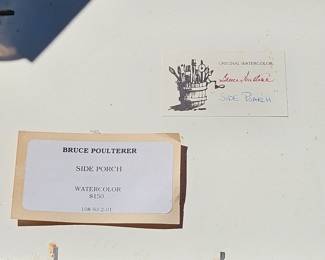 ORIGINAL WATERCOLOR
SIDE PORCH
BRUCE POULTERER
SIDE PORCH
WATERCOLOR
$150